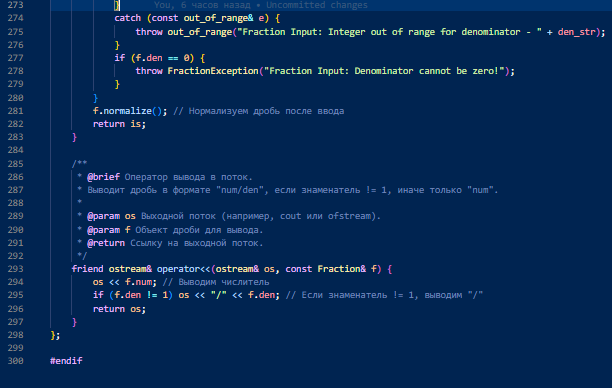 273 } You, 6 часов назад • Uncommitted changes
274 catch (const out_of_range& e) {
275 throw out_of_range("Fraction Input: Integer out of range for denominator - " + den_str);
276 }
277 if (f.den == 0) {
278 throw FractionException("Fraction Input: Denominator cannot be zero!");
279 }
280 }
281 f.normalize(); // Нормализуем дробь после ввода
282 return is;
283 }
284
285 /**
286 * @brief Оператор вывода в поток.
287 * Выводит дробь в формате "num/den", если знаменатель != 1, иначе только "num".
288 *
289 * @param os Выходной поток (например, cout или ofstream).
290 * @param f Объект дроби для вывода.
291 * @return Ссылку на выходной поток.
292 */
293 friend ostream& operator<<(ostream& os, const Fraction& f) {
294 os << f.num; // Выводим числитель
295 if (f.den != 1) os << "/" << f.den; // Если знаменатель != 1, выводим "/"
296 return os;
297 }
298 };
299
300 #endif